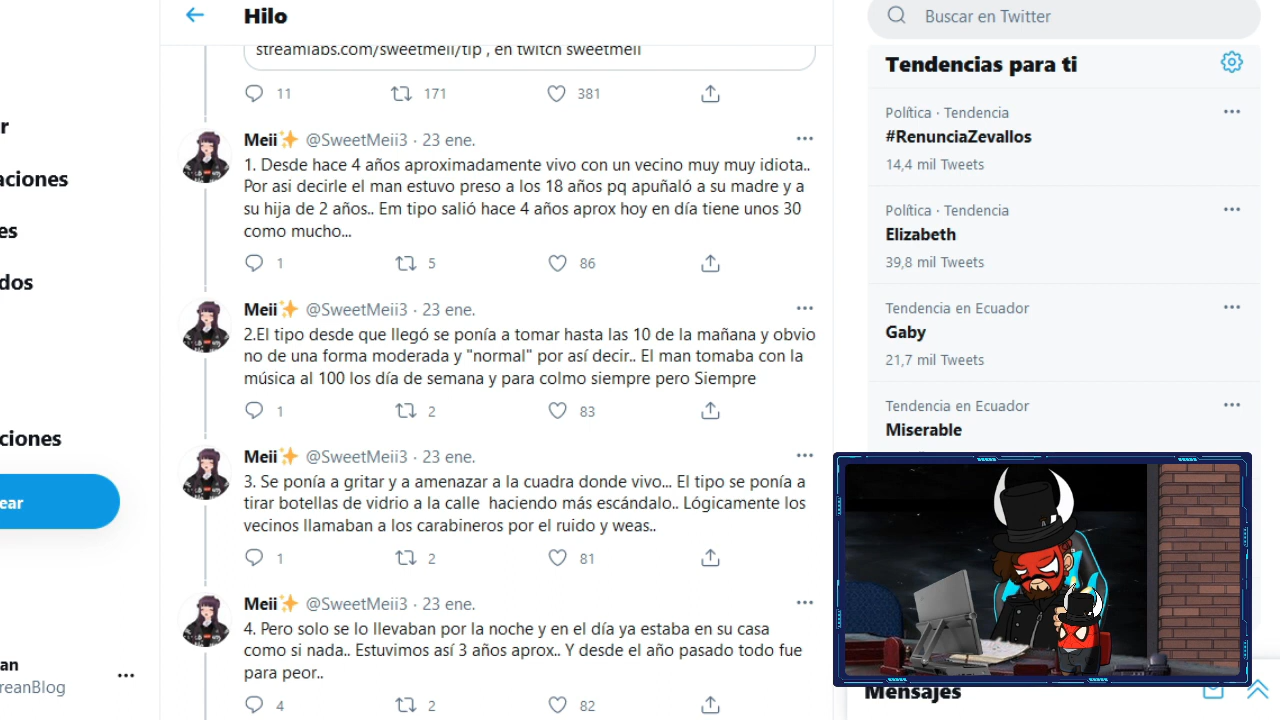 Hilo
streamlabs.com/sweetmeii/tip , en twitch sweetmeii
11 171 381
Meii✨ @SweetMeii3 · 23 ene.
1. Desde hace 4 años aproximadamente vivo con un vecino muy muy idiota..
Por asi decirle el man estuvo preso a los 18 años pq apuñaló a su madre y a
su hija de 2 años.. Em tipo salió hace 4 años aprox hoy en día tiene unos 30
como mucho...
1 5 86
Meii✨ @SweetMeii3 · 23 ene.
2.El tipo desde que llegó se ponía a tomar hasta las 10 de la mañana y obvio
no de una forma moderada y "normal" por así decir.. El man tomaba con la
música al 100 los día de semana y para colmo siempre pero Siempre
1 2 83
Meii✨ @SweetMeii3 · 23 ene.
3. Se ponía a gritar y a amenazar a la cuadra donde vivo... El tipo se ponía a
tirar botellas de vidrio a la calle haciendo más escándalo.. Lógicamente los
vecinos llamaban a los carabineros por el ruido y weas..
1 2 81
Meii✨ @SweetMeii3 · 23 ene.
4. Pero solo se lo llevaban por la noche y en el día ya estaba en su casa
como si nada.. Estuvimos así 3 años aprox.. Y desde el año pasado todo fue
para peor..
4 2 82
r
aciones
es
dos
ciones
ear
an
reanBlog
Buscar en Twitter
Tendencias para ti
Política · Tendencia
#RenunciaZevallos
14,4 mil Tweets
Política · Tendencia
Elizabeth
39,8 mil Tweets
Tendencia en Ecuador
Gaby
21,7 mil Tweets
Tendencia en Ecuador
Miserable
Mensajes